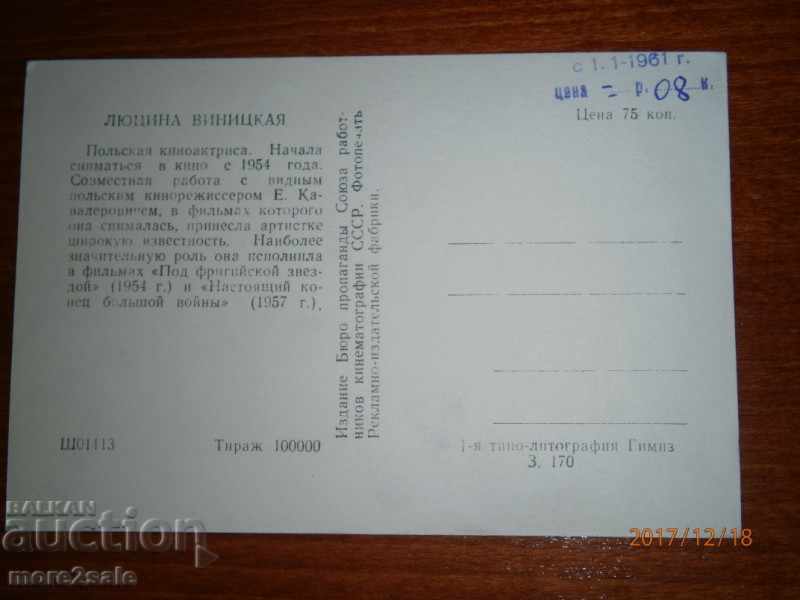 с 1.1-1961 г.
цена = р. 08 к.
Цена 75 коп.
ЛЮЦИНА ВИНИЦКАЯ
Польская киноактриса. Начала
сниматься в кино с 1954 года.
Совместная работа с видным
польским кинорежиссером Е. Ка-
валеровичем, в фильмах которого
она снималась, принесла артистке
широкую известность. Наиболее
значительную роль она исполнила
в фильмах «Под фригийской звез-
дой» (1954 г.) и «Настоящий ко-
нец большой войны» (1957 г.).
Ш01413
Тираж 100000
Издание Бюро пропаганды Союза работ-
ников кинематографии СССР. Фотопечать
Рекламно-издательской фабрики.
1-я типо-литография Гимиз
З. 170
БАЛКАН
auction
more2sale
2017/12/18